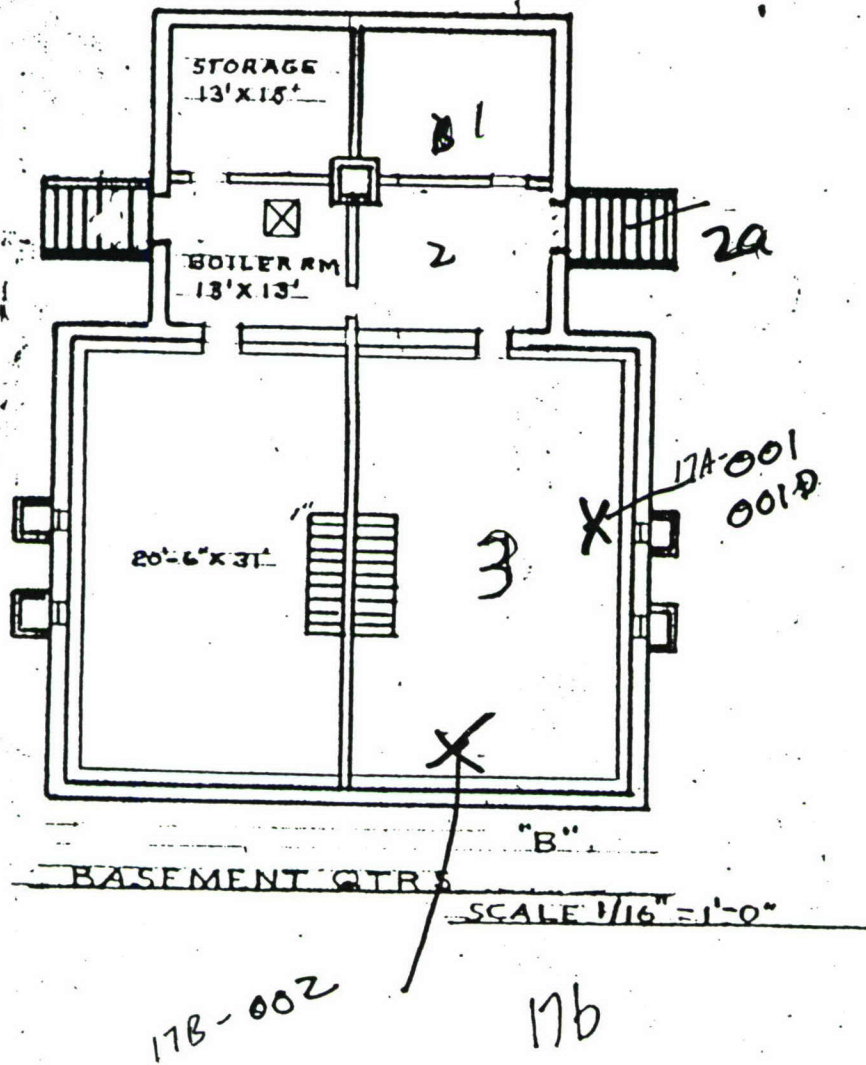 STORAGE
13'X15'
1
BOILER RM
13'X13'
2
2a
17A-001
001D
20'-6"X31'
3
"B"
BASEMENT QTRS
SCALE 1/16" = 1'-0"
17B-002
17b